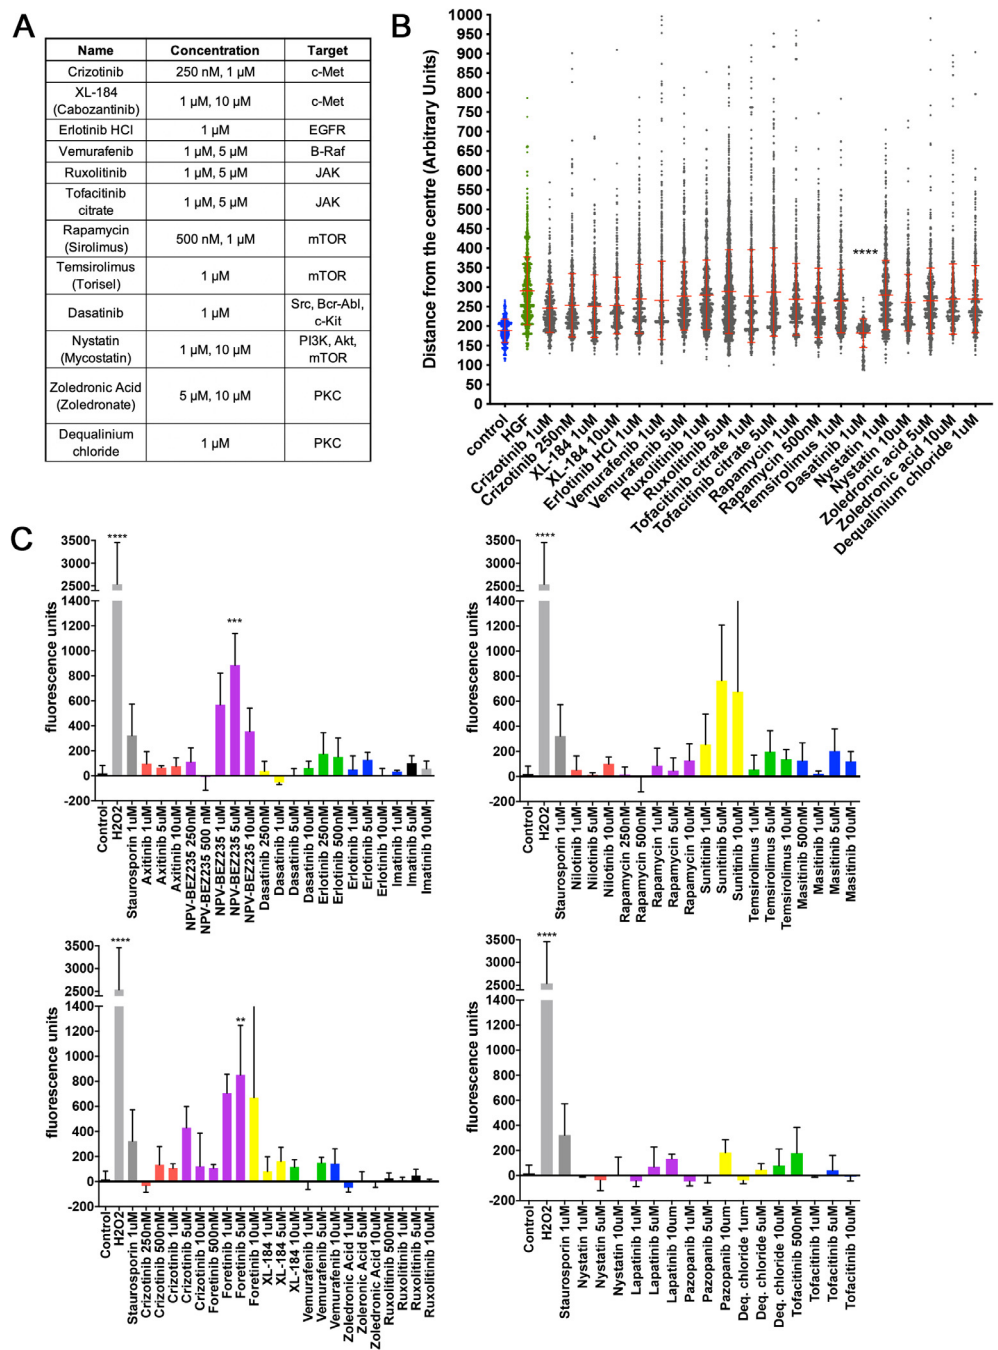 A
Name Concentration Target
Crizotinib 250 nM, 1 µM c-Met
XL-184
(Cabozantinib) 1 µM, 10 µM c-Met
Erlotinib HCl 1 µM EGFR
Vemurafenib 1 µM, 5 µM B-Raf
Ruxolitinib 1 µM, 5 µM JAK
Tofacitinib
citrate 1 µM, 5 µM JAK
Rapamycin
(Sirolimus) 500 nM, 1 µM mTOR
Temsirolimus
(Torisel) 1 µM mTOR
Dasatinib 1 µM Src, Bcr-Abl,
c-Kit
Nystatin
(Mycostatin) 1 µM, 10 µM PI3K, Akt,
mTOR
Zoledronic Acid
(Zoledronate) 5 µM, 10 µM PKC
Dequalinium
chloride 1 µM PKC
B
Distance from the centre (Arbitrary Units)
1000
950
900
850
800
750
700
650
600
550
500
450
400
350
300
250
200
150
100
50
0
****
control
HGF
Crizotinib 1uM
Crizotinib 250nM
XL-184 1uM
XL-184 10uM
Erlotinib HCl 1uM
Vemurafenib 1uM
Vemurafenib 5uM
Ruxolitinib 1uM
Ruxolitinib 5uM
Tofacitinib citrate 1uM
Tofacitinib citrate 5uM
Rapamycin 1uM
Rapamycin 500nM
Temsirolimus 1uM
Dasatinib 1uM
Nystatin 1uM
Nystatin 10uM
Zoledronic acid 5uM
Zoledronic acid 10uM
Dequalinium chloride 1uM
C
fluorescence units
3500
3000
2500
1400
1200
1000
800
600
400
200
0
-200
****
***
Control
H2O2
Staurosporin 1uM
Axitinib 1uM
Axitinib 5uM
Axitinib 10uM
NPV-BEZ235 250nM
NPV-BEZ235 500 nM
NPV-BEZ235 1uM
NPV-BEZ235 5uM
NPV-BEZ235 10uM
Dasatinib 250nM
Dasatinib 1uM
Dasatinib 5uM
Dasatinib 10uM
Erlotinib 250nM
Erlotinib 500nM
Erlotinib 1uM
Erlotinib 5uM
Erlotinib 10uM
Imatinib 1uM
Imatinib 5uM
Imatinib 10uM
fluorescence units
3500
3000
2500
1400
1200
1000
800
600
400
200
0
-200
****
Control
H2O2
Staurosporin 1uM
Nilotinib 1uM
Nilotinib 5uM
Nilotinib 10uM
Rapamycin 250nM
Rapamycin 500nM
Rapamycin 1uM
Rapamycin 5uM
Rapamycin 10uM
Sunitinib 1uM
Sunitinib 5uM
Sunitinib 10uM
Temsirolimus 1uM
Temsirolimus 5uM
Temsirolimus 10uM
Masitinib 500nM
Masitinib 1uM
Masitinib 5uM
Masitinib 10uM
fluorescence units
3500
3000
2500
1400
1200
1000
800
600
400
200
0
-200
****
**
Control
H2O2
Staurosporin 1uM
Crizotinib 250nM
Crizotinib 500nM
Crizotinib 1uM
Crizotinib 5uM
Crizotinib 10uM
Foretinib 500nM
Foretinib 1uM
Foretinib 5uM
Foretinib 10uM
XL-184 1uM
XL-184 5uM
XL-184 10uM
Vemurafenib 1uM
Vemurafenib 5uM
Vemurafenib 10uM
Zoledronic Acid 1uM
Zoleronic Acid 5uM
Zoledronic Acid 10uM
Ruxolitinib 500nM
Ruxolitinib 1uM
Ruxolitinib 5uM
Ruxolitinib 10uM
fluorescence units
3500
3000
2500
1400
1200
1000
800
600
400
200
0
-200
****
Control
H2O2
Staurosporin 1uM
Nystatin 1uM
Nystatin 5uM
Nystatin 10uM
Lapatinib 1uM
Lapatinib 5uM
Lapatinib 10um
Pazopanib 1uM
Pazopanib 5uM
Pazopanib 10um
Deq. chloride 1uM
Deq. chloride 5uM
Deq. chloride 10uM
Tofacitinib 500nM
Tofacitinib 1uM
Tofacitinib 5uM
Tofacitinib 10uM